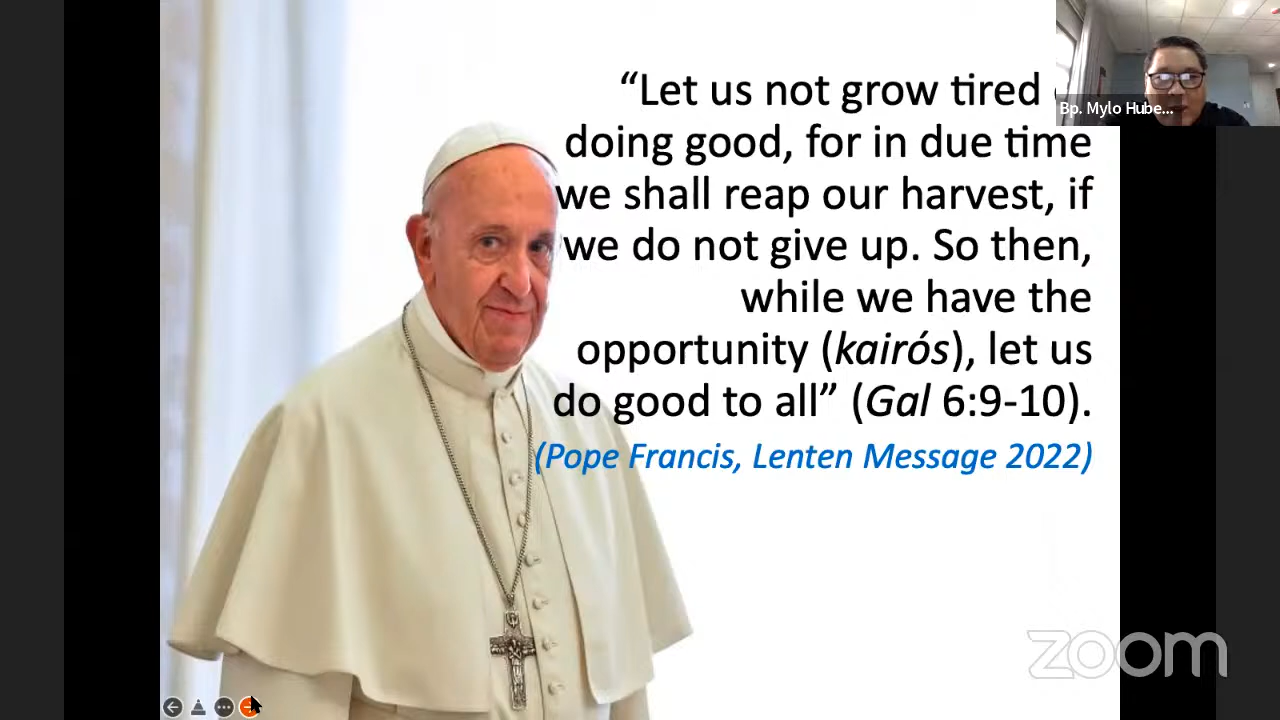 “Let us not grow tired
doing good, for in due time
we shall reap our harvest, if
we do not give up. So then,
while we have the
opportunity (kairós), let us
do good to all” (Gal 6:9-10).
(Pope Francis, Lenten Message 2022)
Bp. Mylo Hube...
zoom